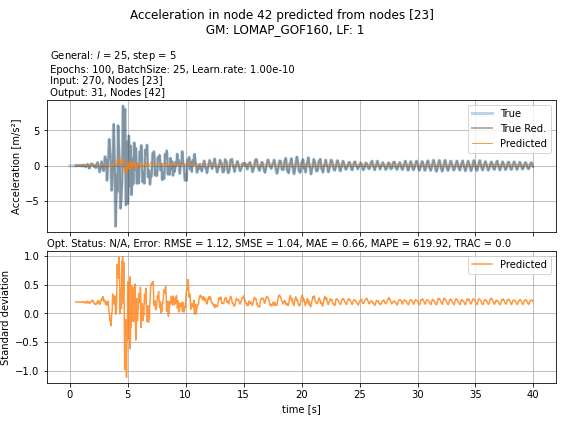 Acceleration in node 42 predicted from nodes [23]
GM: LOMAP_GOF160, LF: 1
General: l = 25, step = 5
Epochs: 100, BatchSize: 25, Learn.rate: 1.00e-10
Input: 270, Nodes [23]
Output: 31, Nodes [42]
Acceleration [m/s²]
5
0
−5
True
True Red.
Predicted
Opt. Status: N/A, Error: RMSE = 1.12, SMSE = 1.04, MAE = 0.66, MAPE = 619.92, TRAC = 0.0
Standard deviation
1.0
0.5
0.0
−0.5
−1.0
Predicted
0 5 10 15 20 25 30 35 40
time [s]